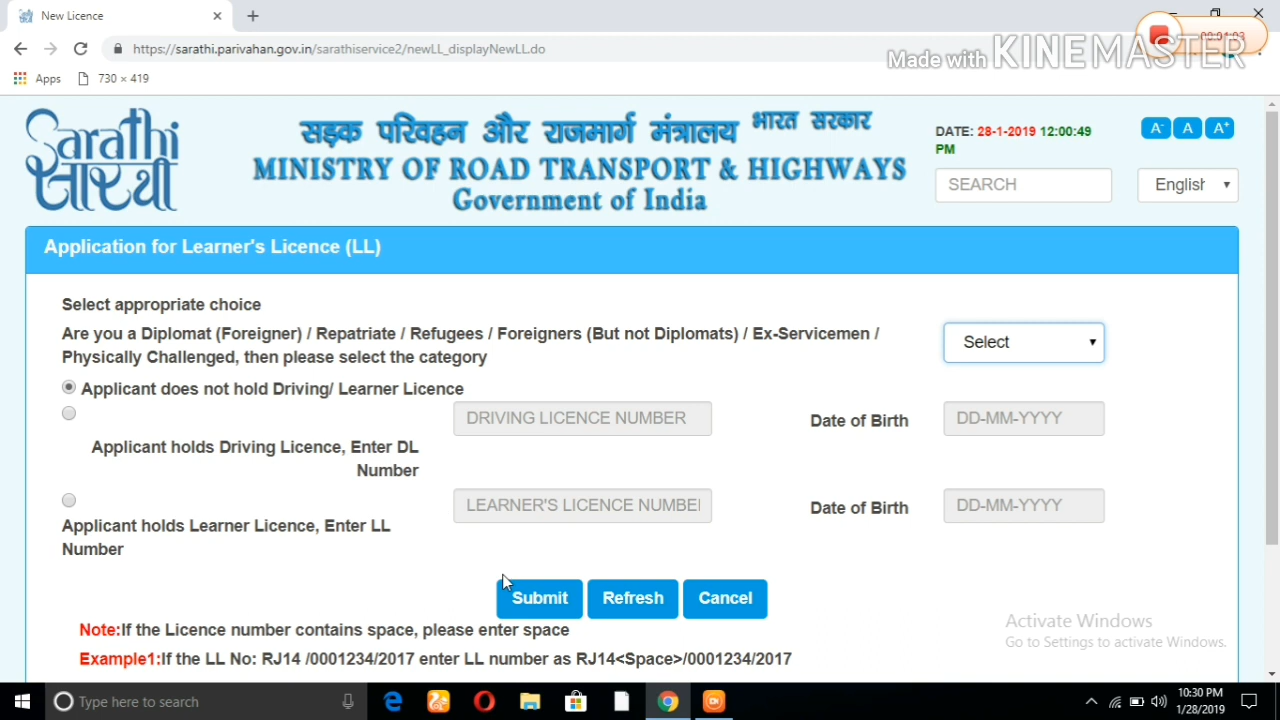 New Licence
https://sarathi.parivahan.gov.in/sarathiservice2/newLL_displayNewLL.do
Made with KINEMASTER
Apps
730 × 419
Sarathi
सारथी
सड़क परिवहन और राजमार्ग मंत्रालय भारत सरकार
MINISTRY OF ROAD TRANSPORT & HIGHWAYS
Government of India
DATE: 28-1-2019 12:00:49 PM
A- A A+
SEARCH
English
Application for Learner's Licence (LL)
Select appropriate choice
Are you a Diplomat (Foreigner) / Repatriate / Refugees / Foreigners (But not Diplomats) / Ex-Servicemen /
Physically Challenged, then please select the category
Select
Applicant does not hold Driving/ Learner Licence
DRIVING LICENCE NUMBER
Date of Birth
DD-MM-YYYY
Applicant holds Driving Licence, Enter DL
Number
LEARNER'S LICENCE NUMBE
Date of Birth
DD-MM-YYYY
Applicant holds Learner Licence, Enter LL
Number
Submit
Refresh
Cancel
Note:If the Licence number contains space, please enter space
Example1:If the LL No: RJ14 /0001234/2017 enter LL number as RJ14<Space>/0001234/2017
Activate Windows
Go to Settings to activate Windows.
Type here to search
10:30 PM
1/28/2019